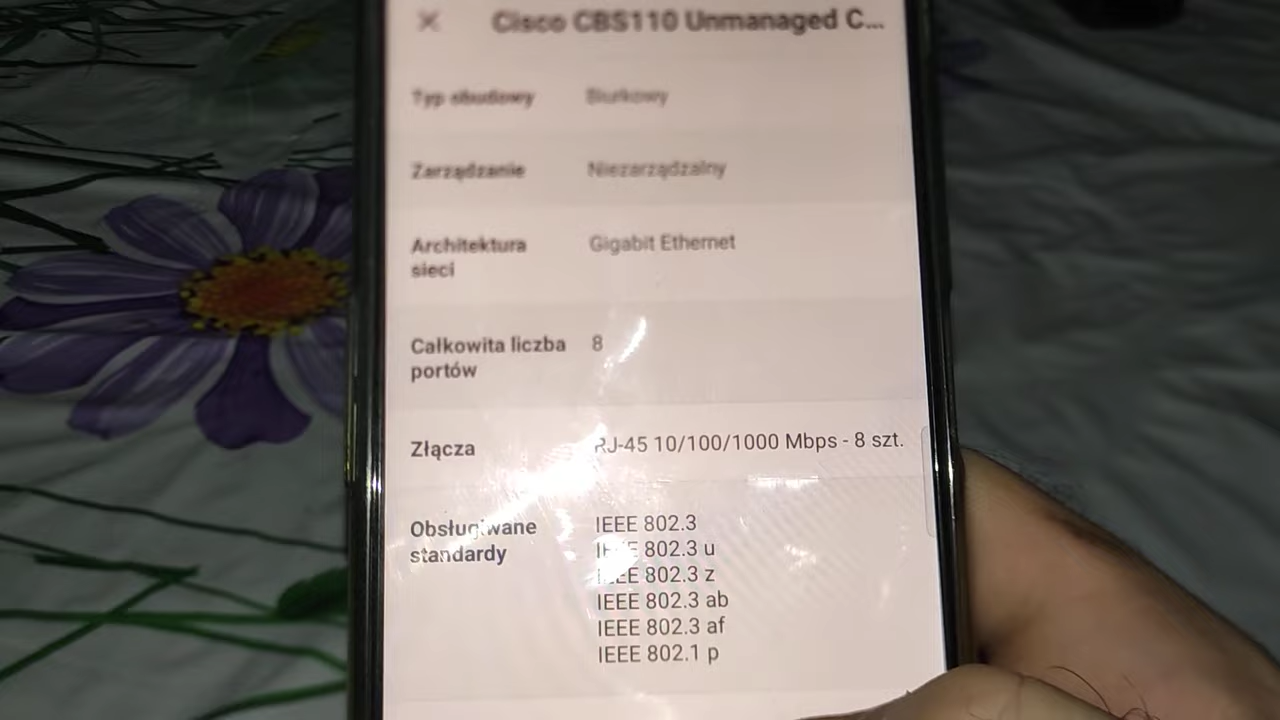 Cisco CBS110 Unmanaged C...
Typ obudowy Biurkowy
Zarządzanie Niezarządzalny
Architektura Gigabit Ethernet
sieci
Całkowita liczba 8
portów
Złącza RJ-45 10/100/1000 Mbps - 8 szt.
Obsługiwane IEEE 802.3
standardy IEEE 802.3 u
IEEE 802.3 z
IEEE 802.3 ab
IEEE 802.3 af
IEEE 802.1 p